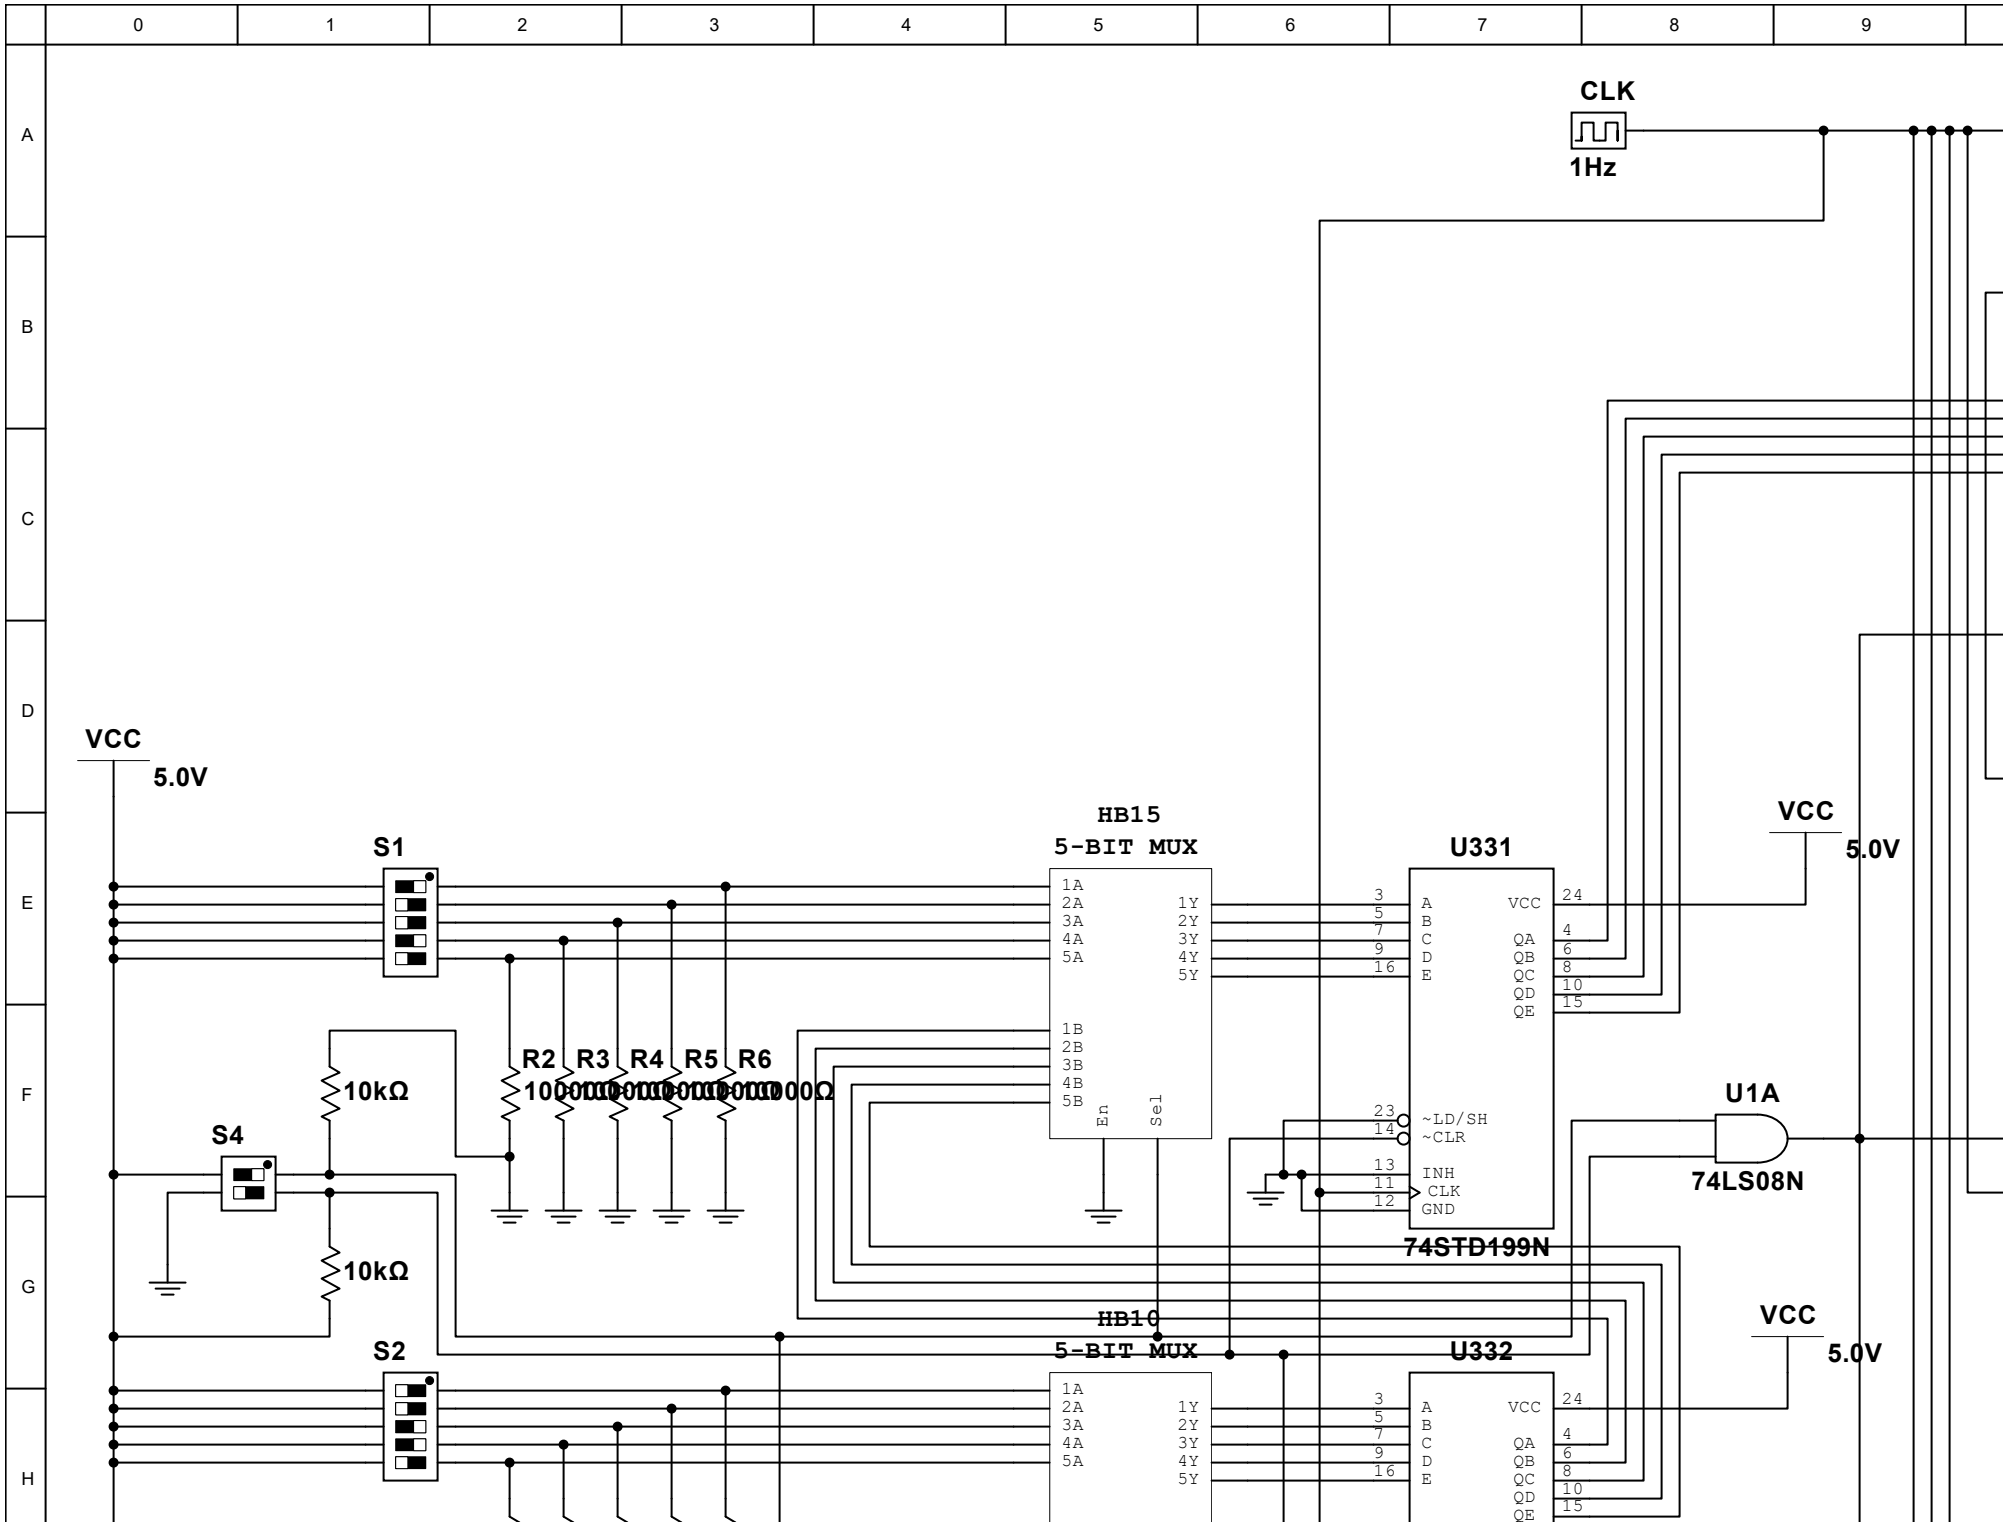 0 1 2 3 4 5 6 7 8 9
A
B
C
D
E
F
G
H
CLK
1Hz
VCC
5.0V
S1
HB15
5-BIT MUX
1A
2A
3A
4A
5A
1Y
2Y
3Y
4Y
5Y
1B
2B
3B
4B
5B
En
Sel
U331
3 A
5 B
7 C
9 D
16 E
VCC 24
QA 4
QB 6
QC 8
QD 10
QE 15
23 ~LD/SH
14 ~CLR
13 INH
11 CLK
12 GND
74STD199N
VCC
5.0V
R2 R3 R4 R5 R6
10kΩ
S4
10kΩ
U1A
74LS08N
S2
HB10
5-BIT MUX
1A
2A
3A
4A
5A
1Y
2Y
3Y
4Y
5Y
U332
3 A
5 B
7 C
9 D
16 E
VCC 24
QA 4
QB 6
QC 8
QD 10
QE 15
VCC
5.0V